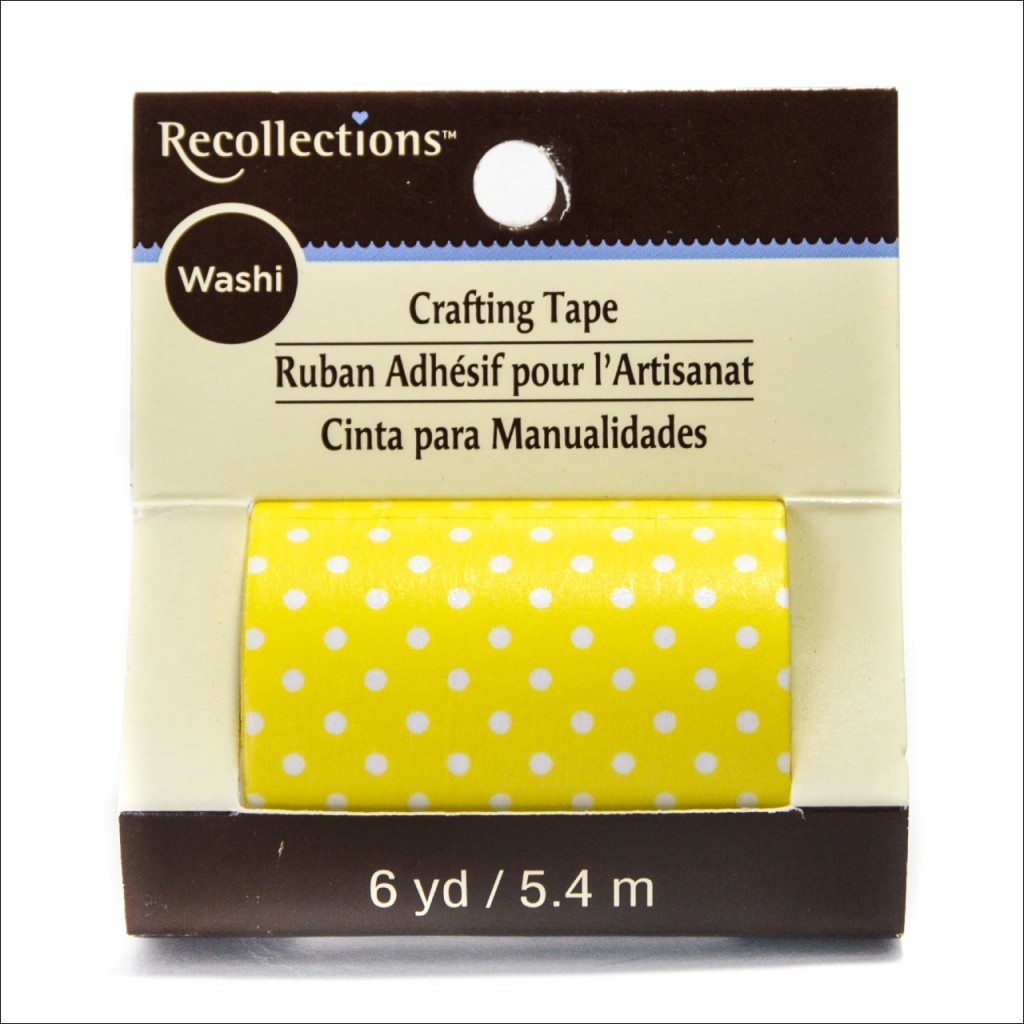 Recollections™
Washi
Crafting Tape
Ruban Adhésif pour l'Artisanat
Cinta para Manualidades
6 yd / 5.4 m